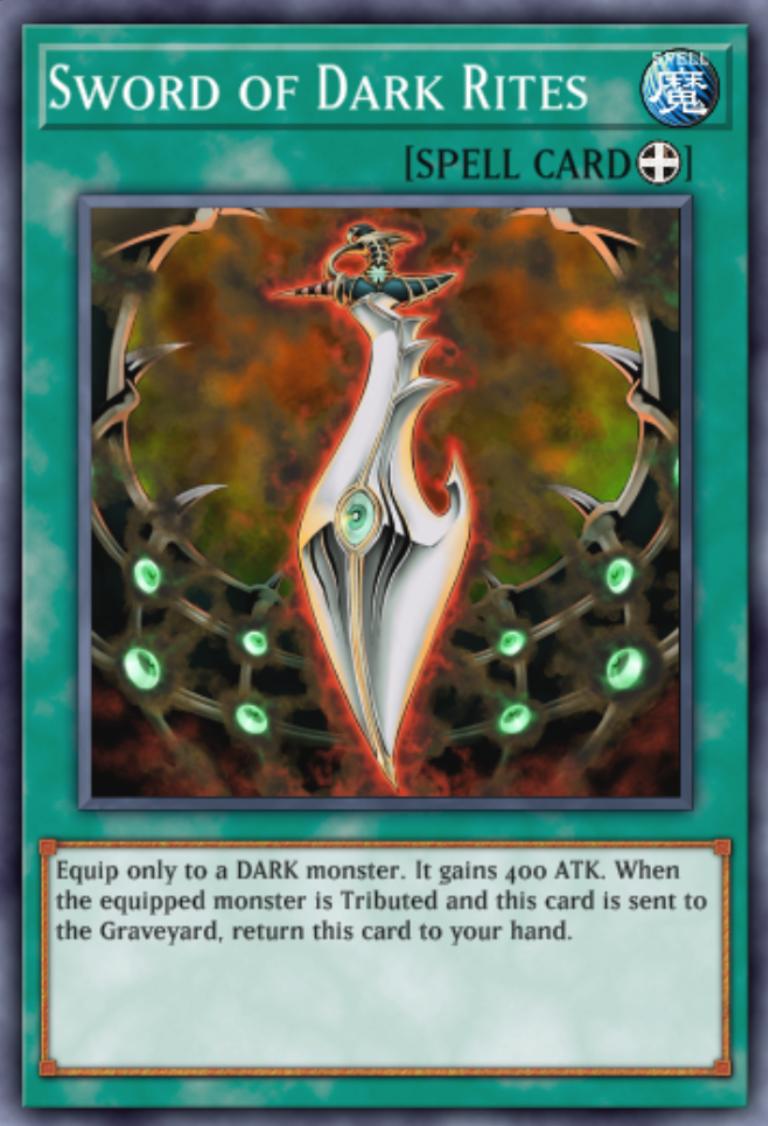 SWORD OF DARK RITES
SPELL
魔
[SPELL CARD]
Equip only to a DARK monster. It gains 400 ATK. When
the equipped monster is Tributed and this card is sent to
the Graveyard, return this card to your hand.